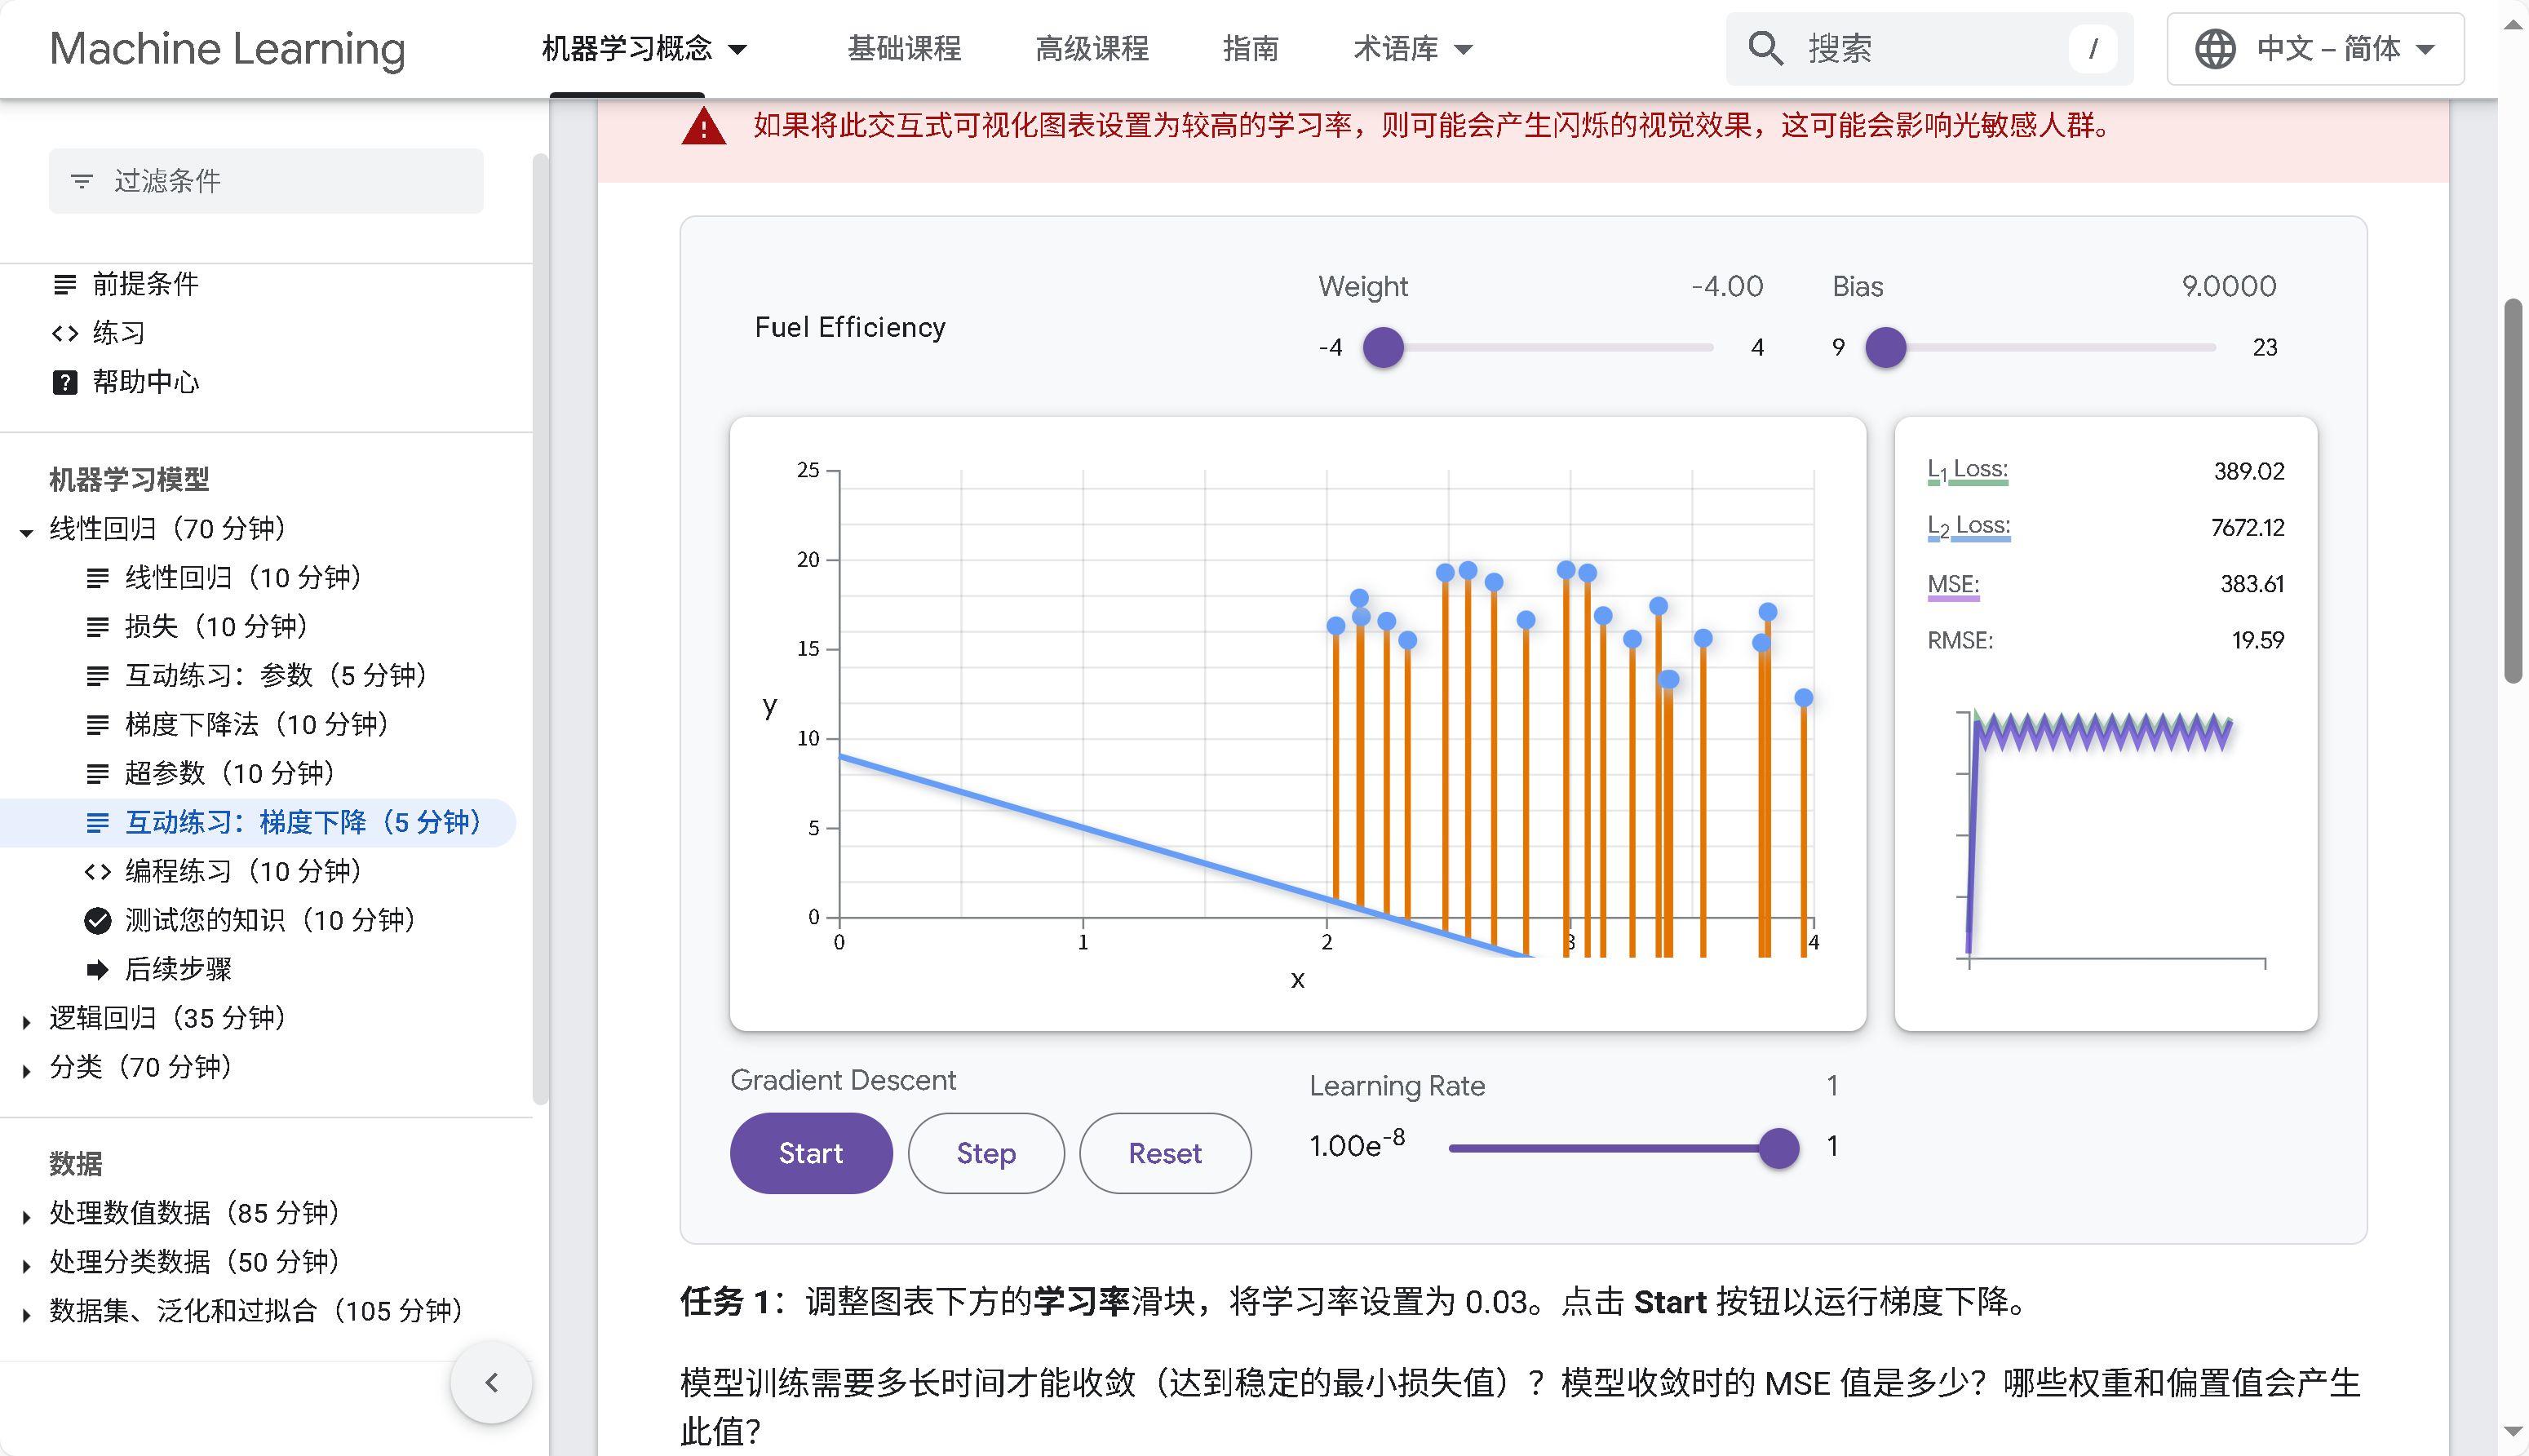 Machine Learning
机器学习概念
基础课程
高级课程
指南
术语库
搜索
/
中文 – 简体
过滤条件
前提条件
练习
帮助中心
机器学习模型
线性回归（70 分钟）
线性回归（10 分钟）
损失（10 分钟）
互动练习：参数（5 分钟）
梯度下降法（10 分钟）
超参数（10 分钟）
互动练习：梯度下降（5 分钟）
编程练习（10 分钟）
测试您的知识（10 分钟）
后续步骤
逻辑回归（35 分钟）
分类（70 分钟）
数据
处理数值数据（85 分钟）
处理分类数据（50 分钟）
数据集、泛化和过拟合（105 分钟）
如果将此交互式可视化图表设置为较高的学习率，则可能会产生闪烁的视觉效果，这可能会影响光敏感人群。
Fuel Efficiency
Weight -4.00
-4 4
Bias 9.0000
9 23
25
20
15
10
5
0
y
0 1 2 3 4
x
L1 Loss: 389.02
L2 Loss: 7672.12
MSE: 383.61
RMSE: 19.59
Gradient Descent
Start Step Reset
Learning Rate 1
1.00e-8 1
任务 1：调整图表下方的学习率滑块，将学习率设置为 0.03。点击 Start 按钮以运行梯度下降。
模型训练需要多长时间才能收敛（达到稳定的最小损失值）？模型收敛时的 MSE 值是多少？哪些权重和偏置值会产生
此值？